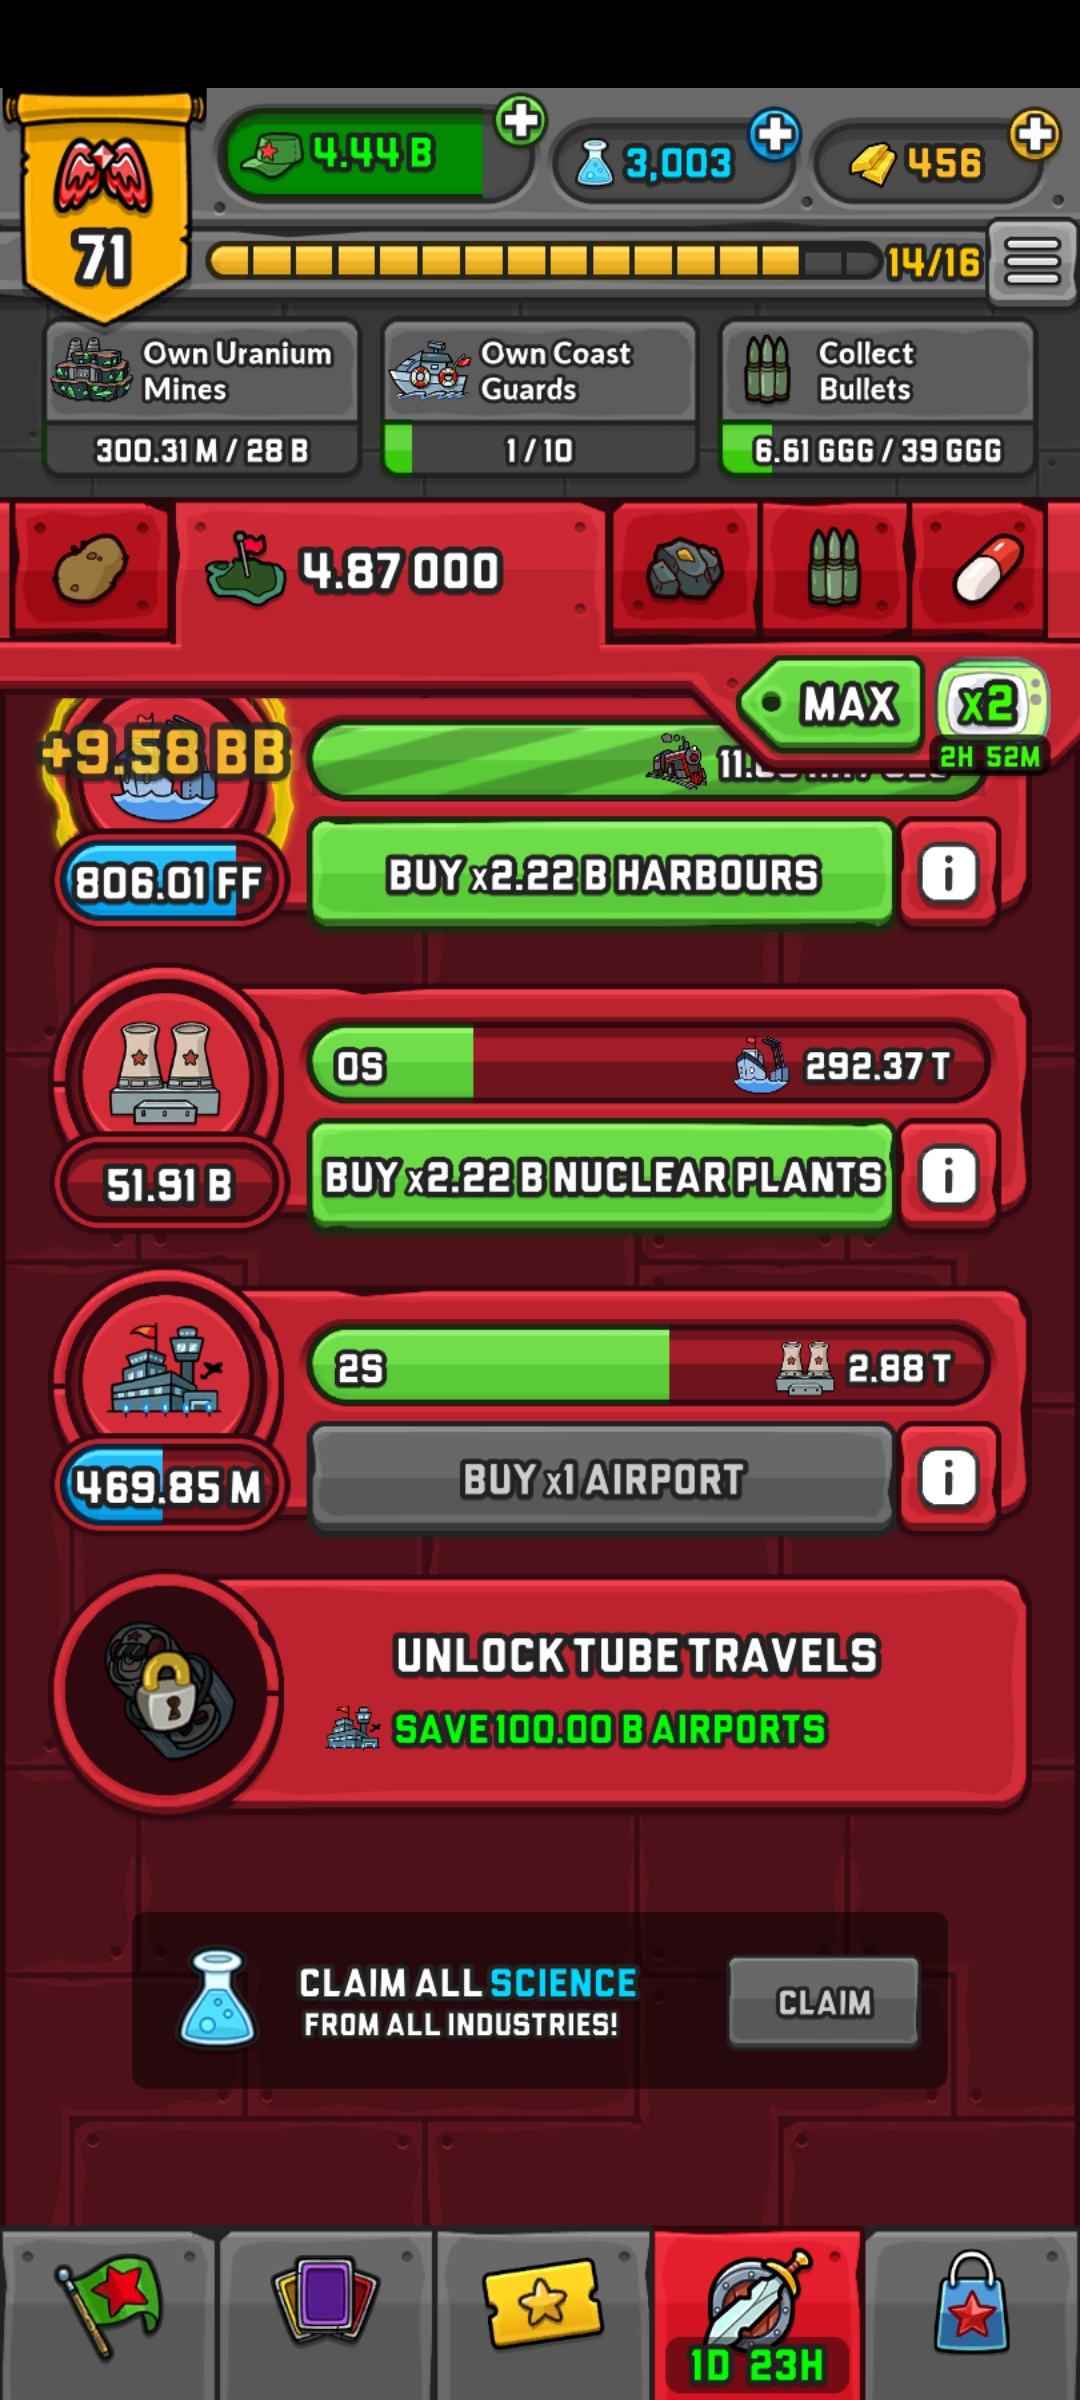 4.44 B
3,003
456
71
14/16
Own Uranium
Mines
300.31 M / 28 B
Own Coast
Guards
1 / 10
Collect
Bullets
6.61 GGG / 39 GGG
4.87 OOO
MAX
x2
2H 52M
+9.58 BB
806.01 FF
BUY x2.22 B HARBOURS
i
0S
292.37 T
51.91 B
BUY x2.22 B NUCLEAR PLANTS
i
2S
2.88 T
469.85 M
BUY x1 AIRPORT
i
UNLOCK TUBE TRAVELS
SAVE 100.00 B AIRPORTS
CLAIM ALL SCIENCE
FROM ALL INDUSTRIES!
CLAIM
1D 23H